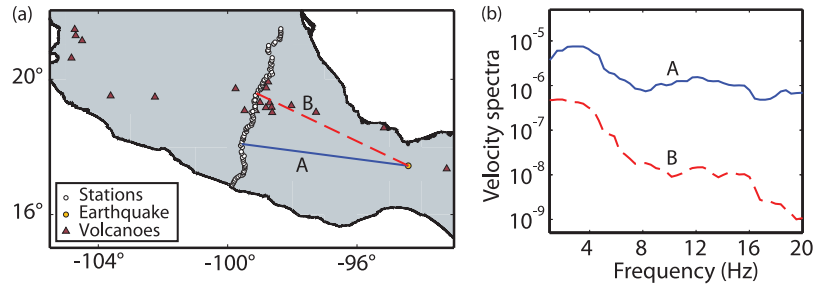 (a)
20°
16°
B
A
Stations
Earthquake
Volcanoes
-104 -100° -96°
(b)
Velocity spectra
10-5
10-6
10-7
10-8
10-9
A
B
4 8 12 16 20
Frequency (Hz)